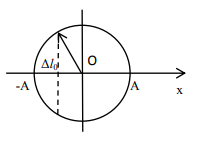 Δl₀ O
-A A
x